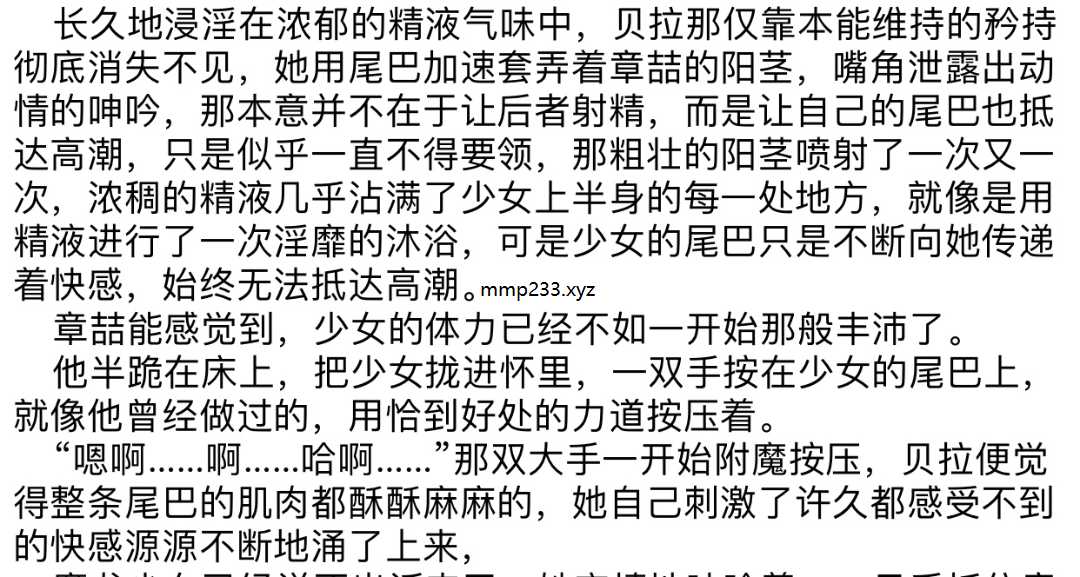 长久地浸淫在浓郁的精液气味中，贝拉那仅靠本能维持的矜持
彻底消失不见，她用尾巴加速套弄着章喆的阳茎，嘴角泄露出动
情的呻吟，那本意并不在于让后者射精，而是让自己的尾巴也抵
达高潮，只是似乎一直不得要领，那粗壮的阳茎喷射了一次又一
次，浓稠的精液几乎沾满了少女上半身的每一处地方，就像是用
精液进行了一次淫靡的沐浴，可是少女的尾巴只是不断向她传递
着快感，始终无法抵达高潮。mmp233.xyz
章喆能感觉到，少女的体力已经不如一开始那般丰沛了。
他半跪在床上，把少女拢进怀里，一双手按在少女的尾巴上，
就像他曾经做过的，用恰到好处的力道按压着。
“嗯啊……啊……哈啊……”那双大手一开始附魔按压，贝拉便觉
得整条尾巴的肌肉都酥酥麻麻的，她自己刺激了许久都感受不到
的快感源源不断地涌了上来，